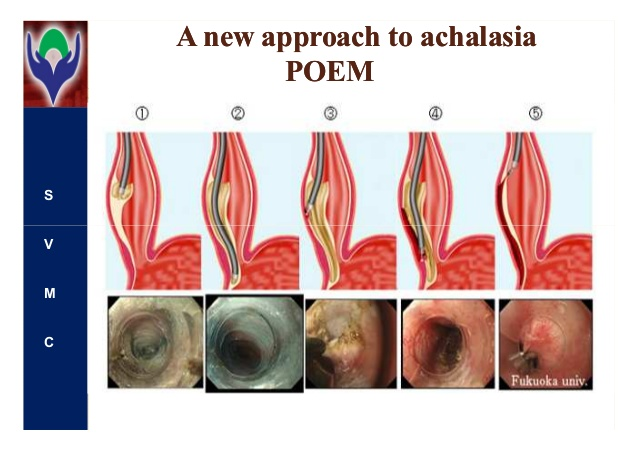 A new approach to achalasia
POEM
① ② ③ ④ ⑤
S
V
M
C
Fukuoka univ.